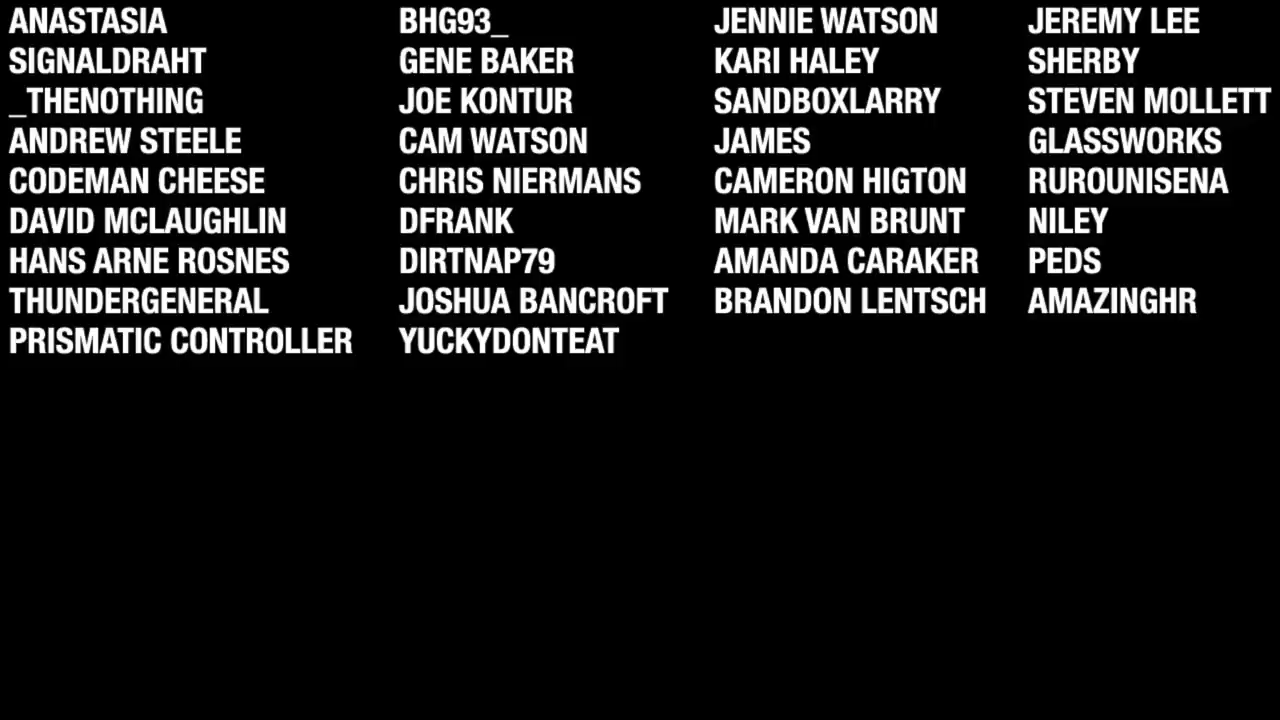 ANASTASIA
SIGNALDRAHT
_THENOTHING
ANDREW STEELE
CODEMAN CHEESE
DAVID MCLAUGHLIN
HANS ARNE ROSNES
THUNDERGENERAL
PRISMATIC CONTROLLER
BHG93_
GENE BAKER
JOE KONTUR
CAM WATSON
CHRIS NIERMANS
DFRANK
DIRTNAP79
JOSHUA BANCROFT
YUCKYDONTEAT
JENNIE WATSON
KARI HALEY
SANDBOXLARRY
JAMES
CAMERON HIGTON
MARK VAN BRUNT
AMANDA CARAKER
BRANDON LENTSCH
JEREMY LEE
SHERBY
STEVEN MOLLETT
GLASSWORKS
RUROUNISENA
NILEY
PEDS
AMAZINGHR